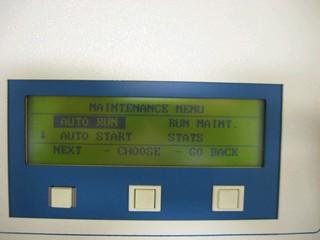 MAINTENANCE MENU
AUTO RUN RUN MAINT.
↕ AUTO START STATS
NEXT - CHOOSE - GO BACK